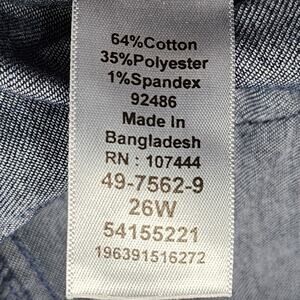 64%Cotton
35%Polyester
1%Spandex
92486
Made In
Bangladesh
RN : 107444
49-7562-9
26W
54155221
196391516272